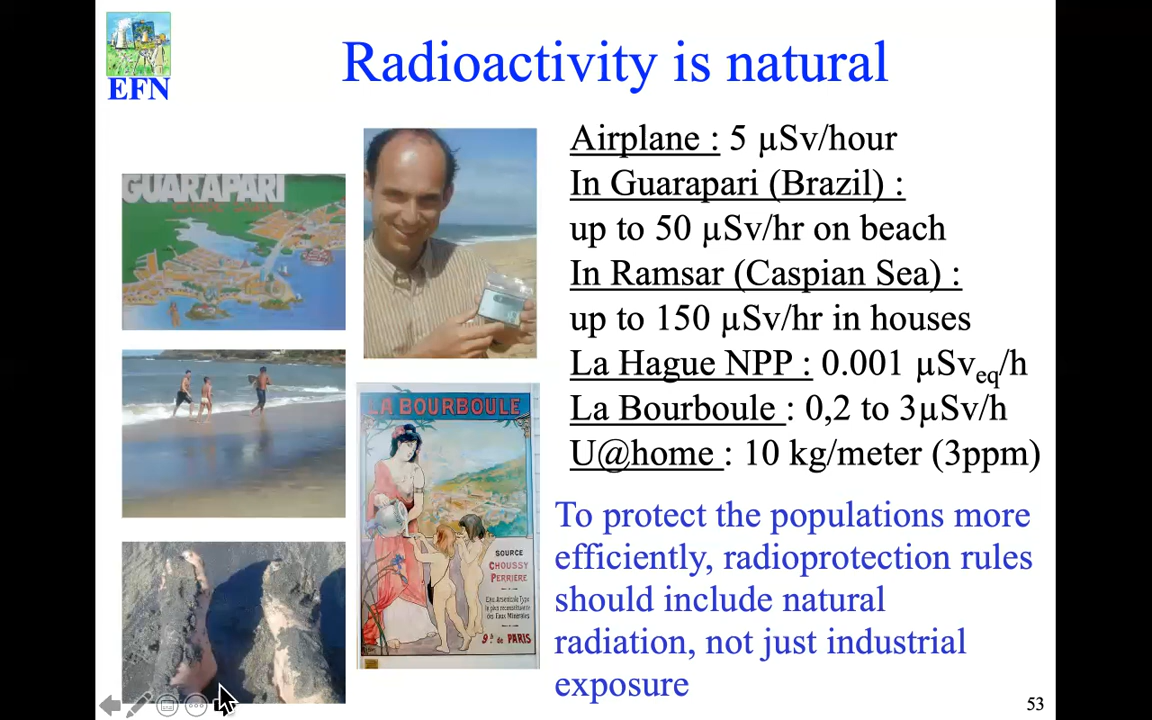 EFN
Radioactivity is natural
GUARAPARI
LA BOURBOULE
SOURCE
CHOUSSY
PERRIERE
9h de PARIS
Airplane : 5 µSv/hour
In Guarapari (Brazil) :
up to 50 µSv/hr on beach
In Ramsar (Caspian Sea) :
up to 150 µSv/hr in houses
La Hague NPP : 0.001 µSveq/h
La Bourboule : 0,2 to 3µSv/h
U@home : 10 kg/meter (3ppm)
To protect the populations more
efficiently, radioprotection rules
should include natural
radiation, not just industrial
exposure
53